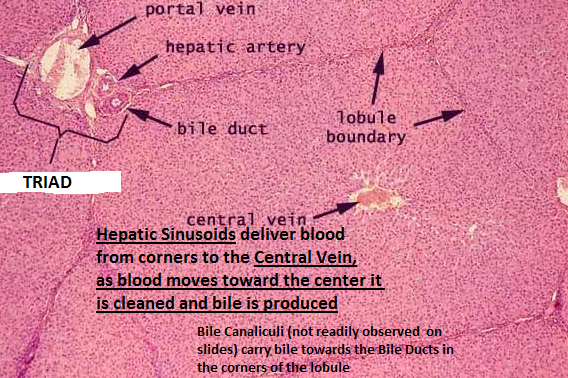 portal vein
hepatic artery
bile duct
lobule
boundary
TRIAD
central vein
Hepatic Sinusoids deliver blood
from corners to the Central Vein,
as blood moves toward the center it
is cleaned and bile is produced
Bile Canaliculi (not readily observed on
slides) carry bile towards the Bile Ducts in
the corners of the lobule